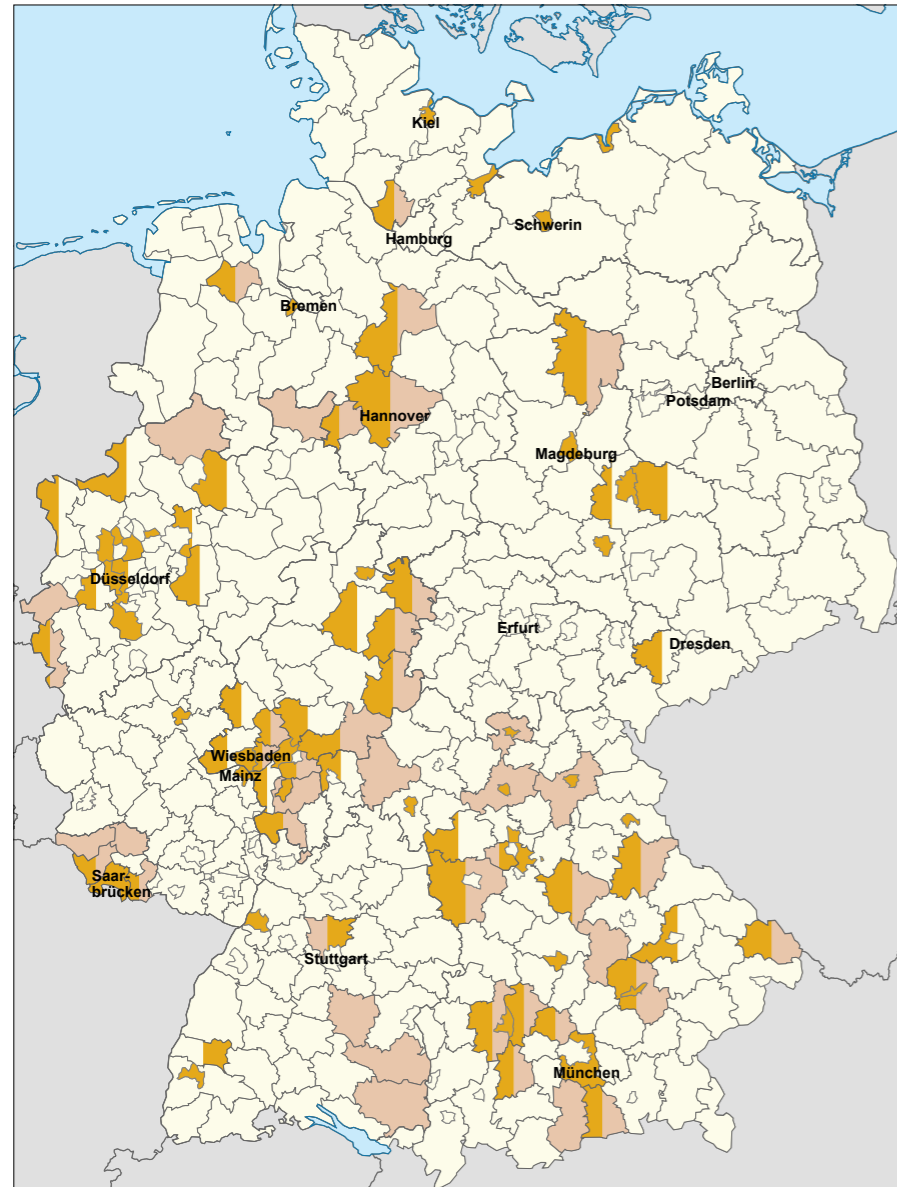 Kiel
Schwerin
Hamburg
Bremen
Berlin
Potsdam
Hannover
Magdeburg
Düsseldorf
Erfurt
Dresden
Wiesbaden
Mainz
Saar-
brücken
Stuttgart
München